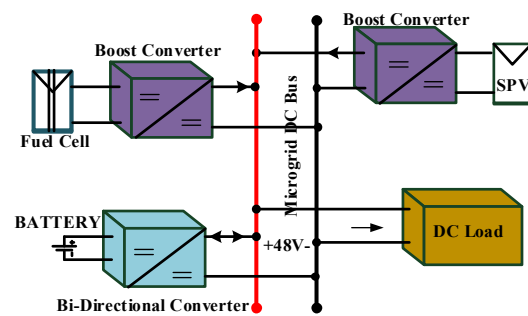 Boost Converter
Boost Converter
Fuel Cell
SPV
Microgrid DC Bus
BATTERY
+48V-
DC Load
Bi-Directional Converter